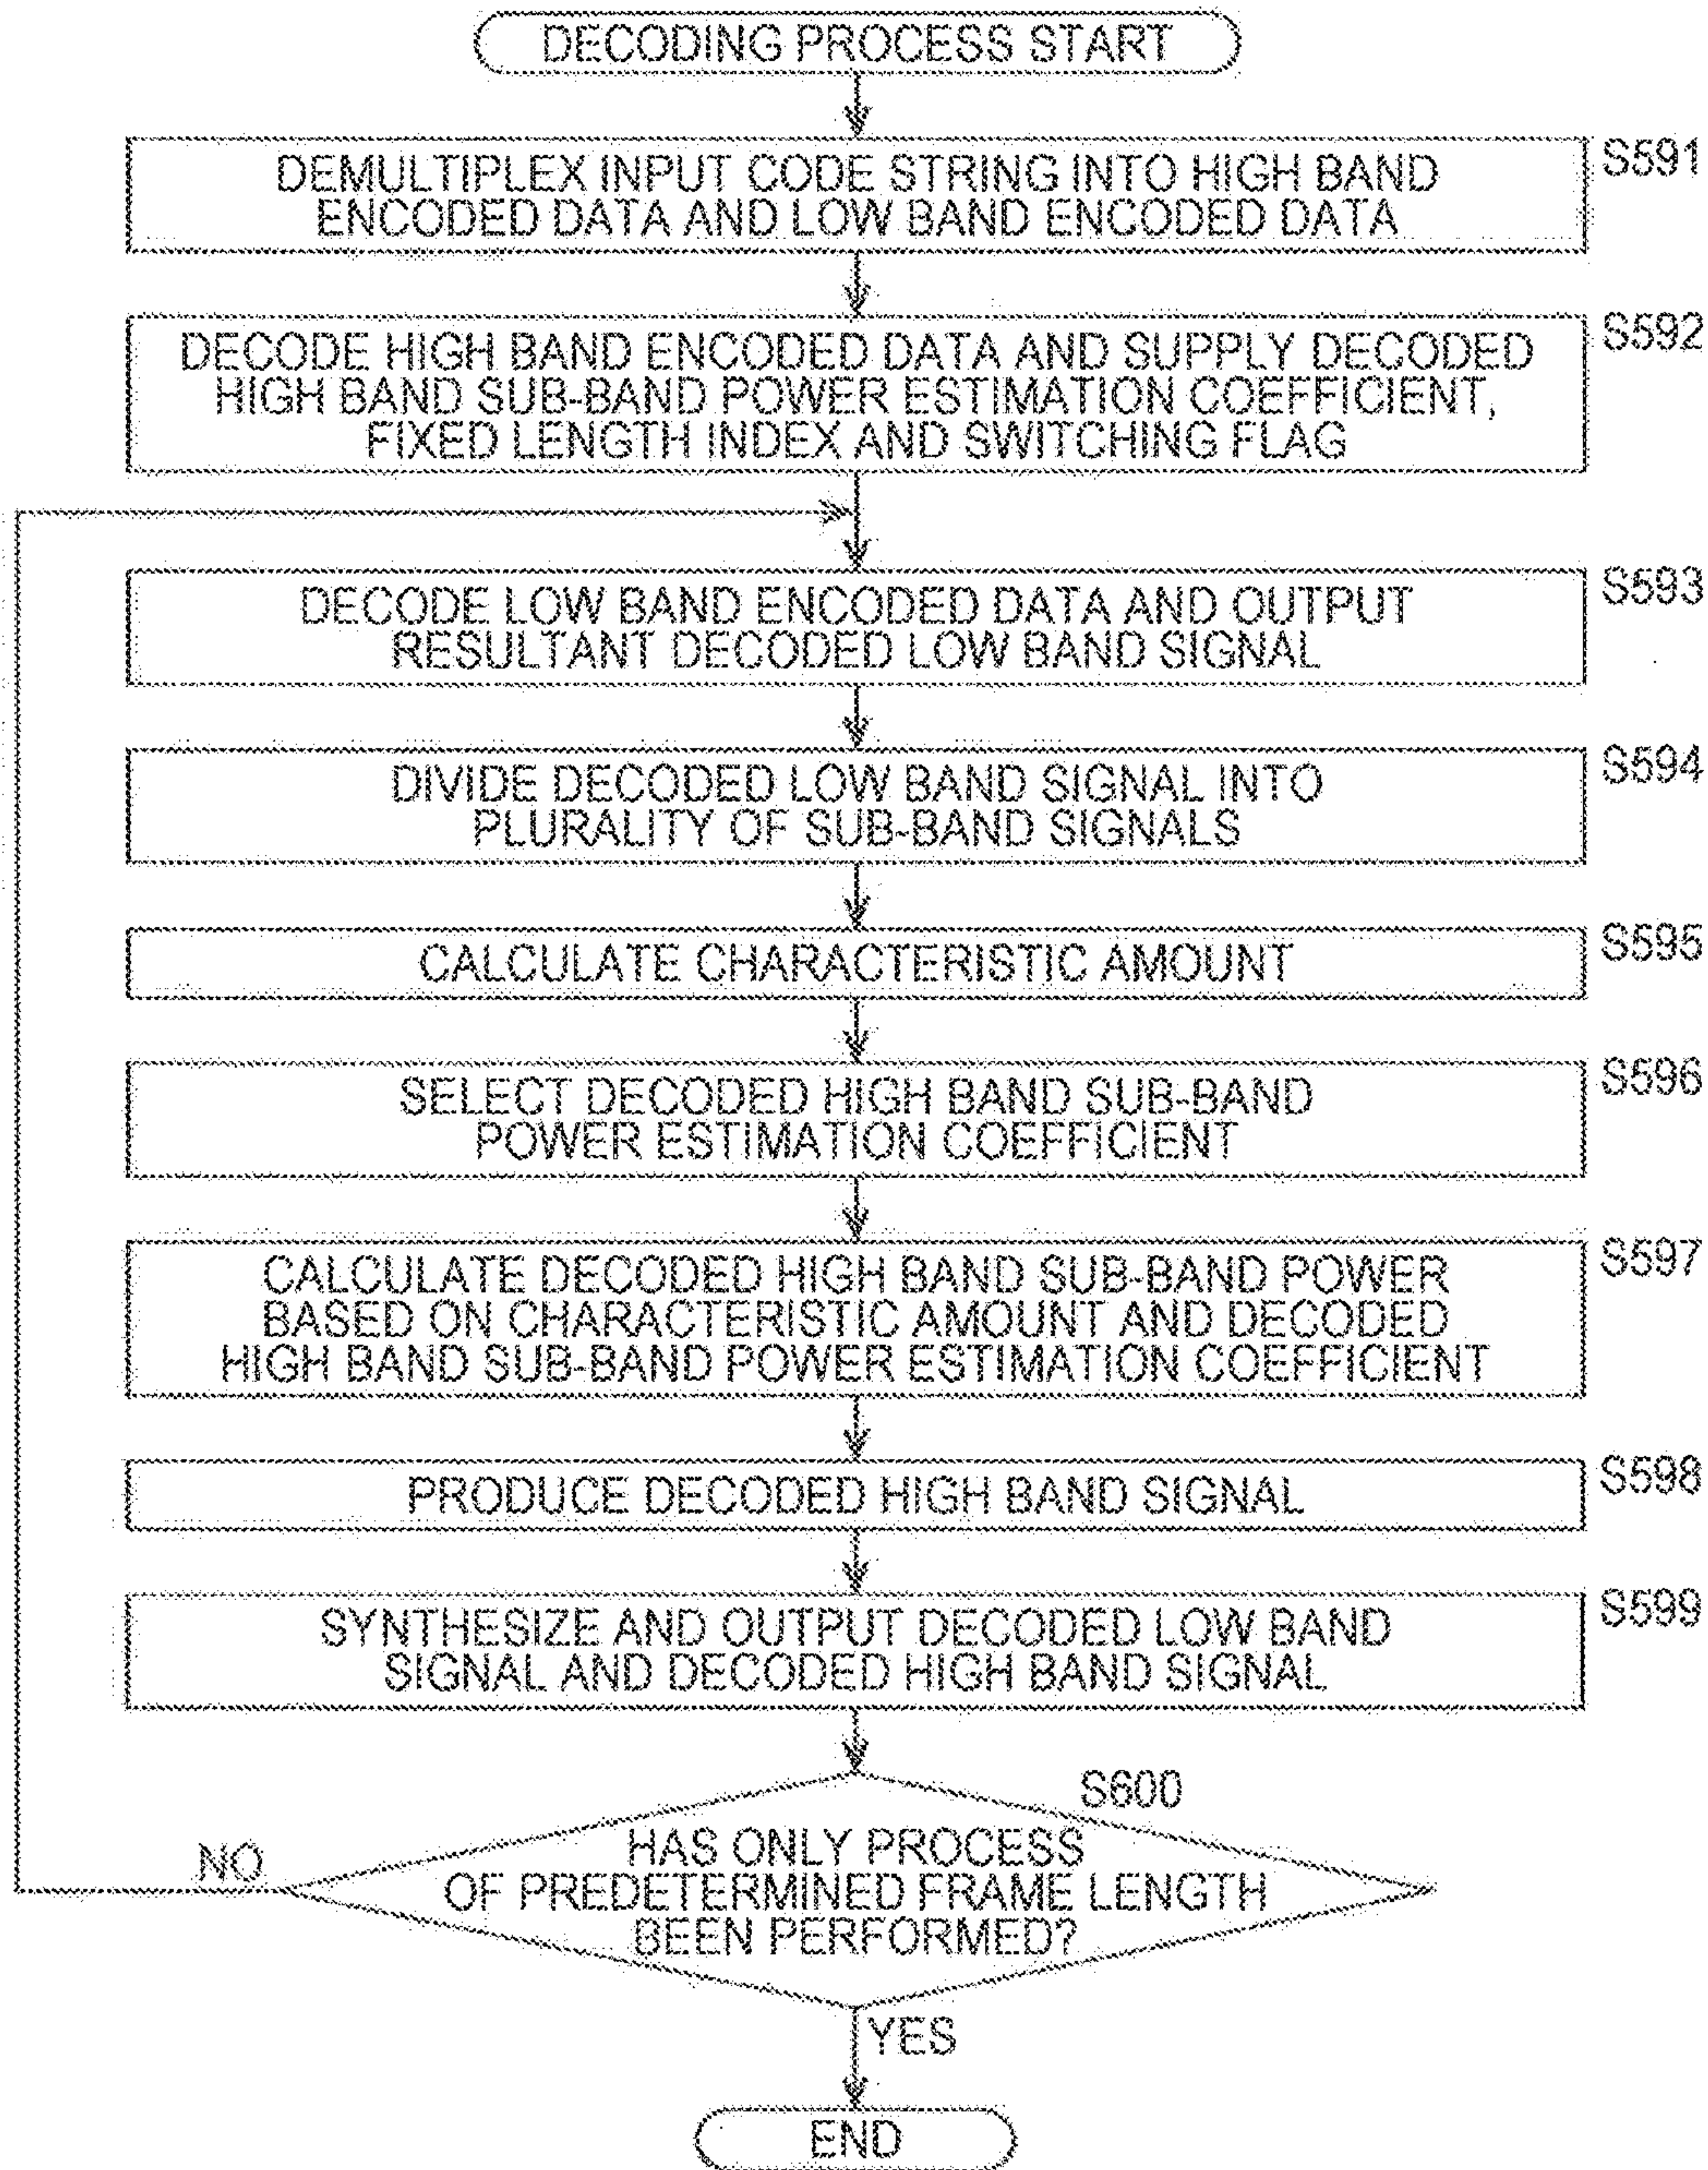 DECODING PROCESS START
S591
DEMULTIPLEX INPUT CODE STRING INTO HIGH BAND
ENCODED DATA AND LOW BAND ENCODED DATA
S592
DECODE HIGH BAND ENCODED DATA AND SUPPLY DECODED
HIGH BAND SUB-BAND POWER ESTIMATION COEFFICIENT,
FIXED LENGTH INDEX AND SWITCHING FLAG
S593
DECODE LOW BAND ENCODED DATA AND OUTPUT
RESULTANT DECODED LOW BAND SIGNAL
S594
DIVIDE DECODED LOW BAND SIGNAL INTO
PLURALITY OF SUB-BAND SIGNALS
S595
CALCULATE CHARACTERISTIC AMOUNT
S596
SELECT DECODED HIGH BAND SUB-BAND
POWER ESTIMATION COEFFICIENT
S597
CALCULATE DECODED HIGH BAND SUB-BAND POWER
BASED ON CHARACTERISTIC AMOUNT AND DECODED
HIGH BAND SUB-BAND POWER ESTIMATION COEFFICIENT
S598
PRODUCE DECODED HIGH BAND SIGNAL
S599
SYNTHESIZE AND OUTPUT DECODED LOW BAND
SIGNAL AND DECODED HIGH BAND SIGNAL
S600
HAS ONLY PROCESS
OF PREDETERMINED FRAME LENGTH
BEEN PERFORMED?
NO
YES
END